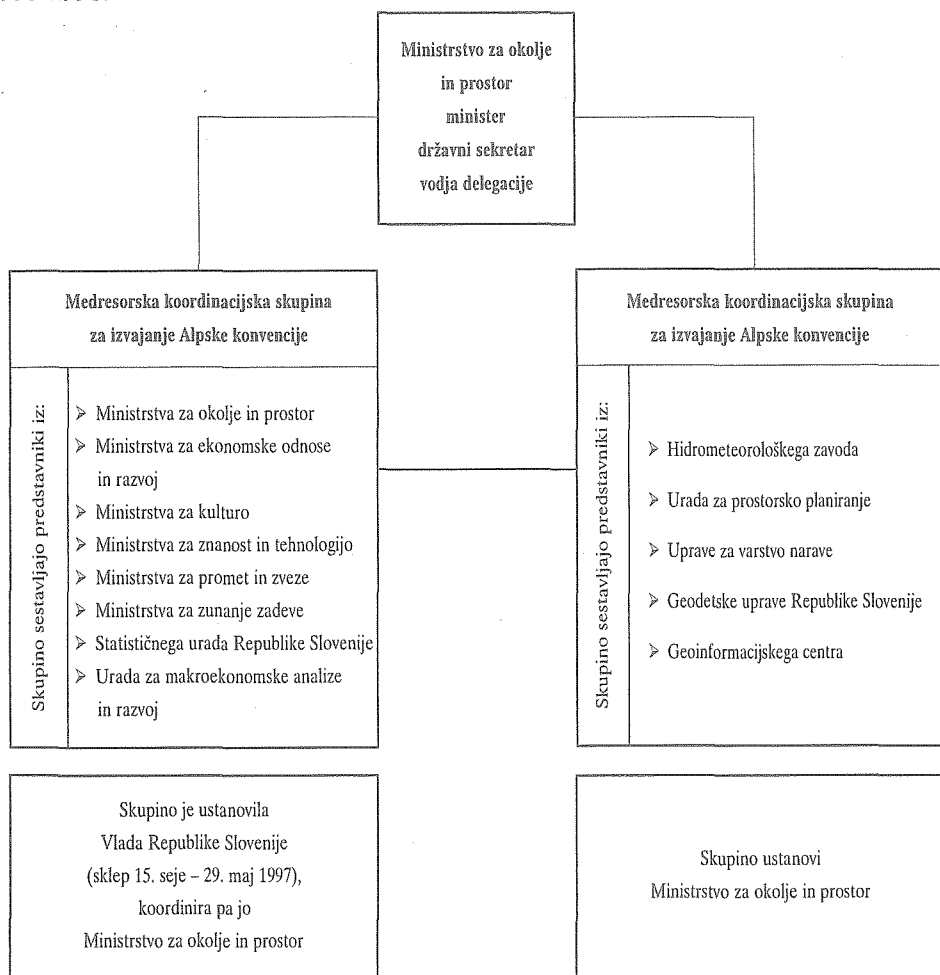 Ministrstvo za okolje
in prostor
minister
državni sekretar
vodja delegacije
Medresorska koordinacijska skupina
za izvajanje Alpske konvencije
Skupino sestavljajo predstavniki iz:
➢ Ministrstva za okolje in prostor
➢ Ministrstva za ekonomske odnose
in razvoj
➢ Ministrstva za kulturo
➢ Ministrstva za znanost in tehnologijo
➢ Ministrstva za promet in zveze
➢ Ministrstva za zunanje zadeve
➢ Statističnega urada Republike Slovenije
➢ Urada za makroekonomske analize
in razvoj
Skupino je ustanovila
Vlada Republike Slovenije
(sklep 15. seje – 29. maj 1997),
koordinira pa jo
Ministrstvo za okolje in prostor
Medresorska koordinacijska skupina
za izvajanje Alpske konvencije
Skupino sestavljajo predstavniki iz:
➢ Hidrometeorološkega zavoda
➢ Urada za prostorsko planiranje
➢ Uprave za varstvo narave
➢ Geodetske uprave Republike Slovenije
➢ Geoinformacijskega centra
Skupino ustanovi
Ministrstvo za okolje in prostor